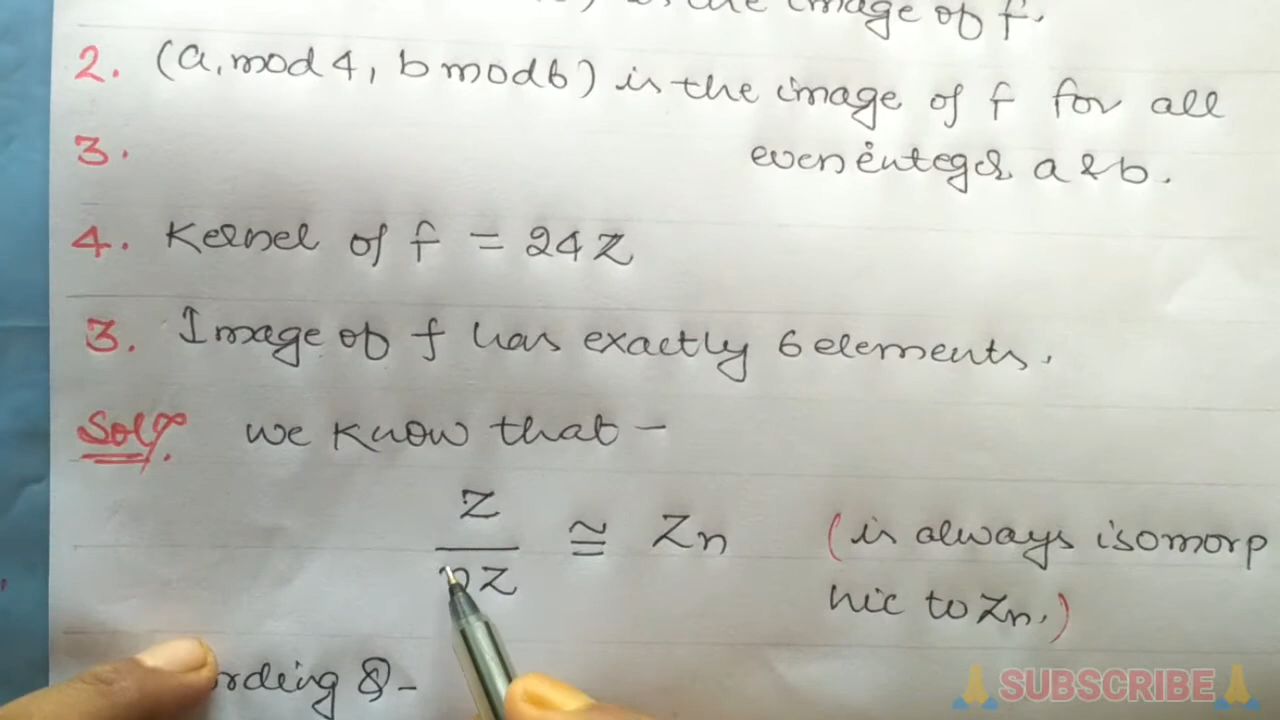 is the image of f.
2. (a, mod 4, b mod 6) is the image of f for all
3. even integer a & b.
4. Kernel of f = 24Z
3. Image of f has exactly 6 elements.
Sol^n. we know that -
Z
nZ ≅ Zn (is always isomorp
hic to Zn.)
rding Q-
SUBSCRIBE